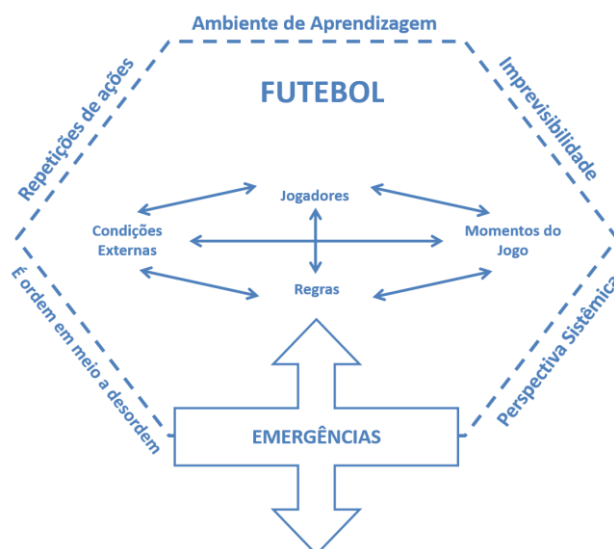 Ambiente de Aprendizagem
Repetições de ações
Imprevisibilidade
FUTEBOL
Jogadores
Condições
Externas
Momentos do
Jogo
Regras
É ordem em meio a desordem
Perspectiva Sistêmica
EMERGÊNCIAS